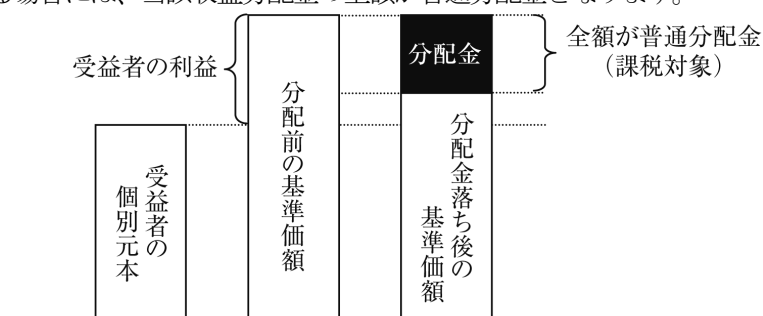 る場合には、当該収益分配金の全額が普通分配金となります。
受益者の利益
分配金
全額が普通分配金
（課税対象）
受益者の
個別元本
分配前の基準価額
分配金落ち後の
基準価額